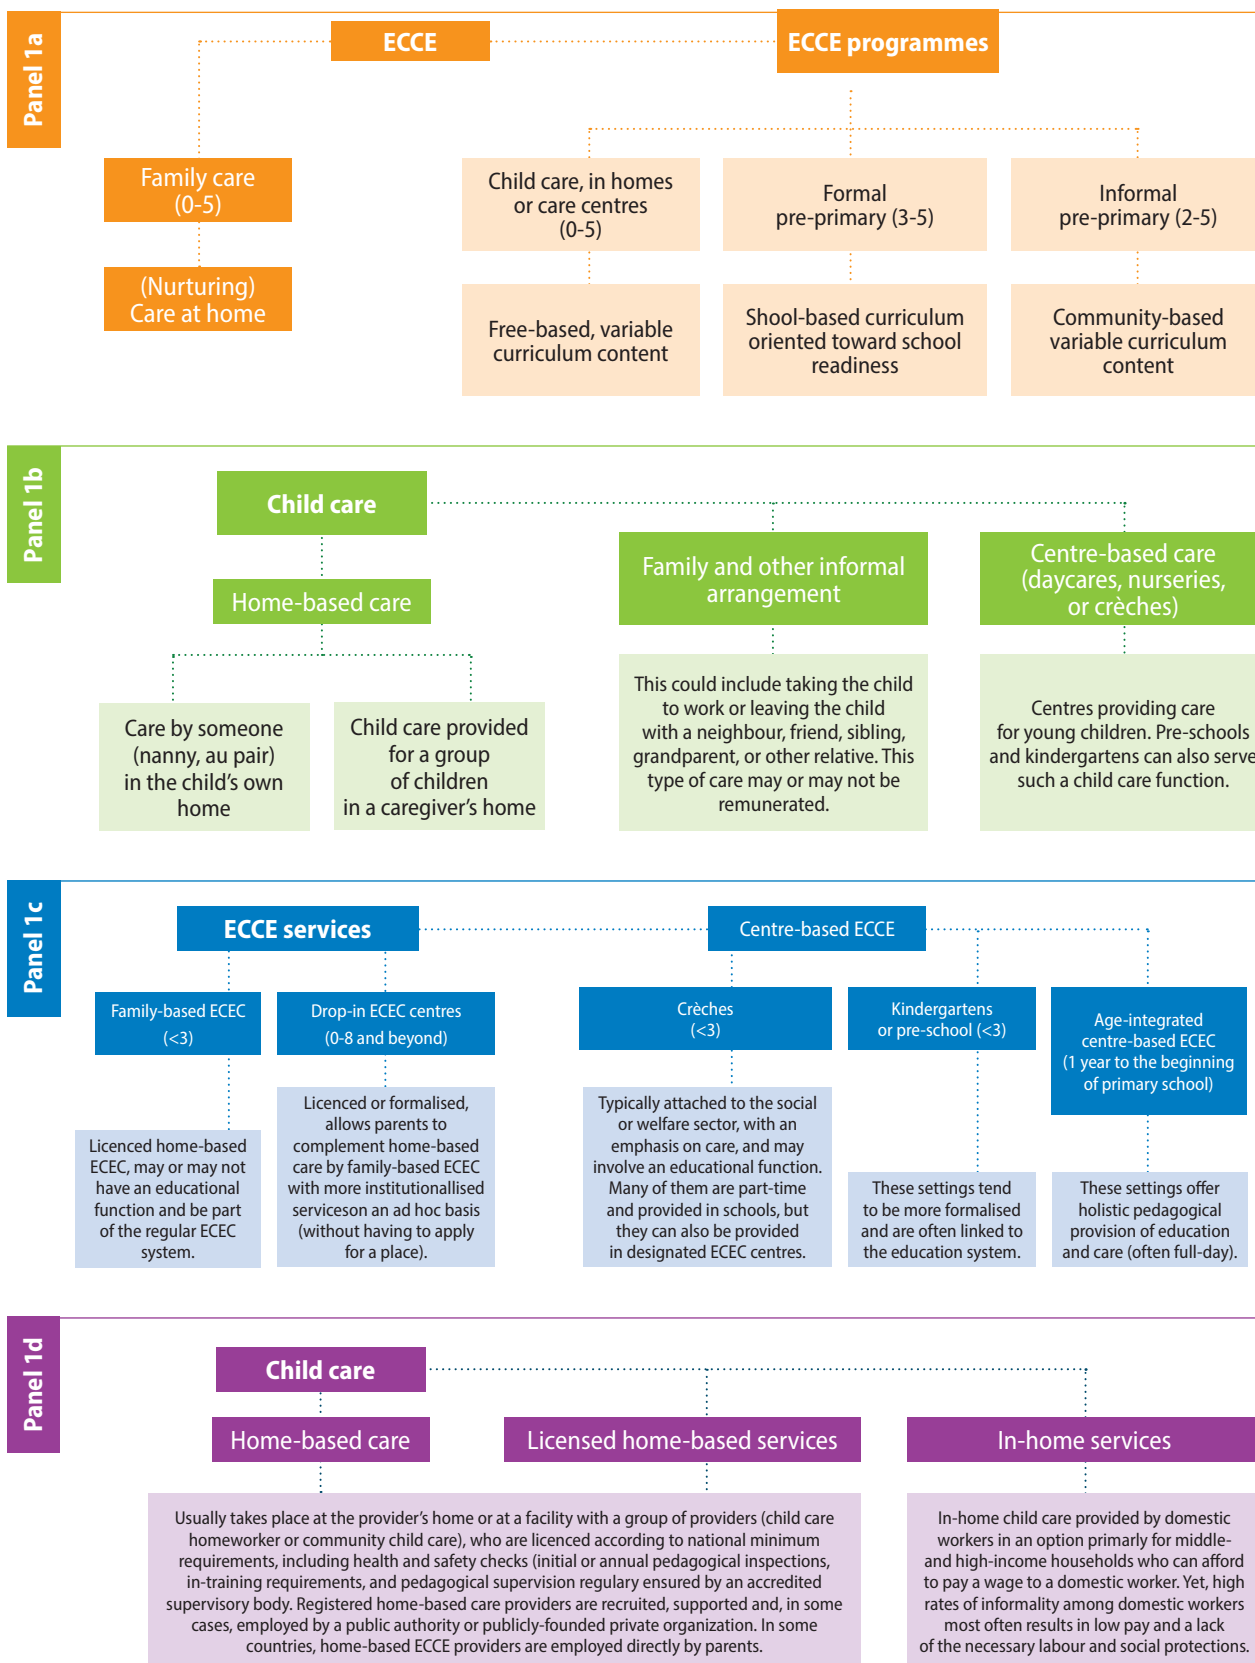 Panel 1a
ECCE
ECCE programmes
Family care
(0-5)
(Nurturing)
Care at home
Child care, in homes
or care centres
(0-5)
Free-based, variable
curriculum content
Formal
pre-primary (3-5)
Shool-based curriculum
oriented toward school
readiness
Informal
pre-primary (2-5)
Community-based
variable curriculum
content
Panel 1b
Child care
Home-based care
Care by someone
(nanny, au pair)
in the child's own
home
Child care provided
for a group
of children
in a caregiver's home
Family and other informal
arrangement
This could include taking the child
to work or leaving the child
with a neighbour, friend, sibling,
grandparent, or other relative. This
type of care may or may not be
remunerated.
Centre-based care
(daycares, nurseries,
or crèches)
Centres providing care
for young children. Pre-schools
and kindergartens can also serve
such a child care function.
Panel 1c
ECCE services
Centre-based ECCE
Family-based ECEC
(<3)
Licenced home-based
ECEC, may or may not
have an educational
function and be part
of the regular ECEC
system.
Drop-in ECEC centres
(0-8 and beyond)
Licenced or formalised,
allows parents to
complement home-based
care by family-based ECEC
with more institutionallised
serviceson an ad hoc basis
(without having to apply
for a place).
Crèches
(<3)
Typically attached to the social
or welfare sector, with an
emphasis on care, and may
involve an educational function.
Many of them are part-time
and provided in schools, but
they can also be provided
in designated ECEC centres.
Kindergartens
or pre-school (<3)
These settings tend
to be more formalised
and are often linked to
the education system.
Age-integrated
centre-based ECEC
(1 year to the beginning
of primary school)
These settings offer
holistic pedagogical
provision of education
and care (often full-day).
Panel 1d
Child care
Home-based care
Licensed home-based services
In-home services
Usually takes place at the provider's home or at a facility with a group of providers (child care
homeworker or community child care), who are licenced according to national minimum
requirements, including health and safety checks (initial or annual pedagogical inspections,
in-training requirements, and pedagogical supervision regulary ensured by an accredited
supervisory body. Registered home-based care providers are recruited, supported and, in some
cases, employed by a public authority or publicly-founded private organization. In some
countries, home-based ECCE providers are employed directly by parents.
In-home child care provided by domestic
workers in an option primarily for middle-
and high-income households who can afford
to pay a wage to a domestic worker. Yet, high
rates of informality among domestic workers
most often results in low pay and a lack
of the necessary labour and social protections.